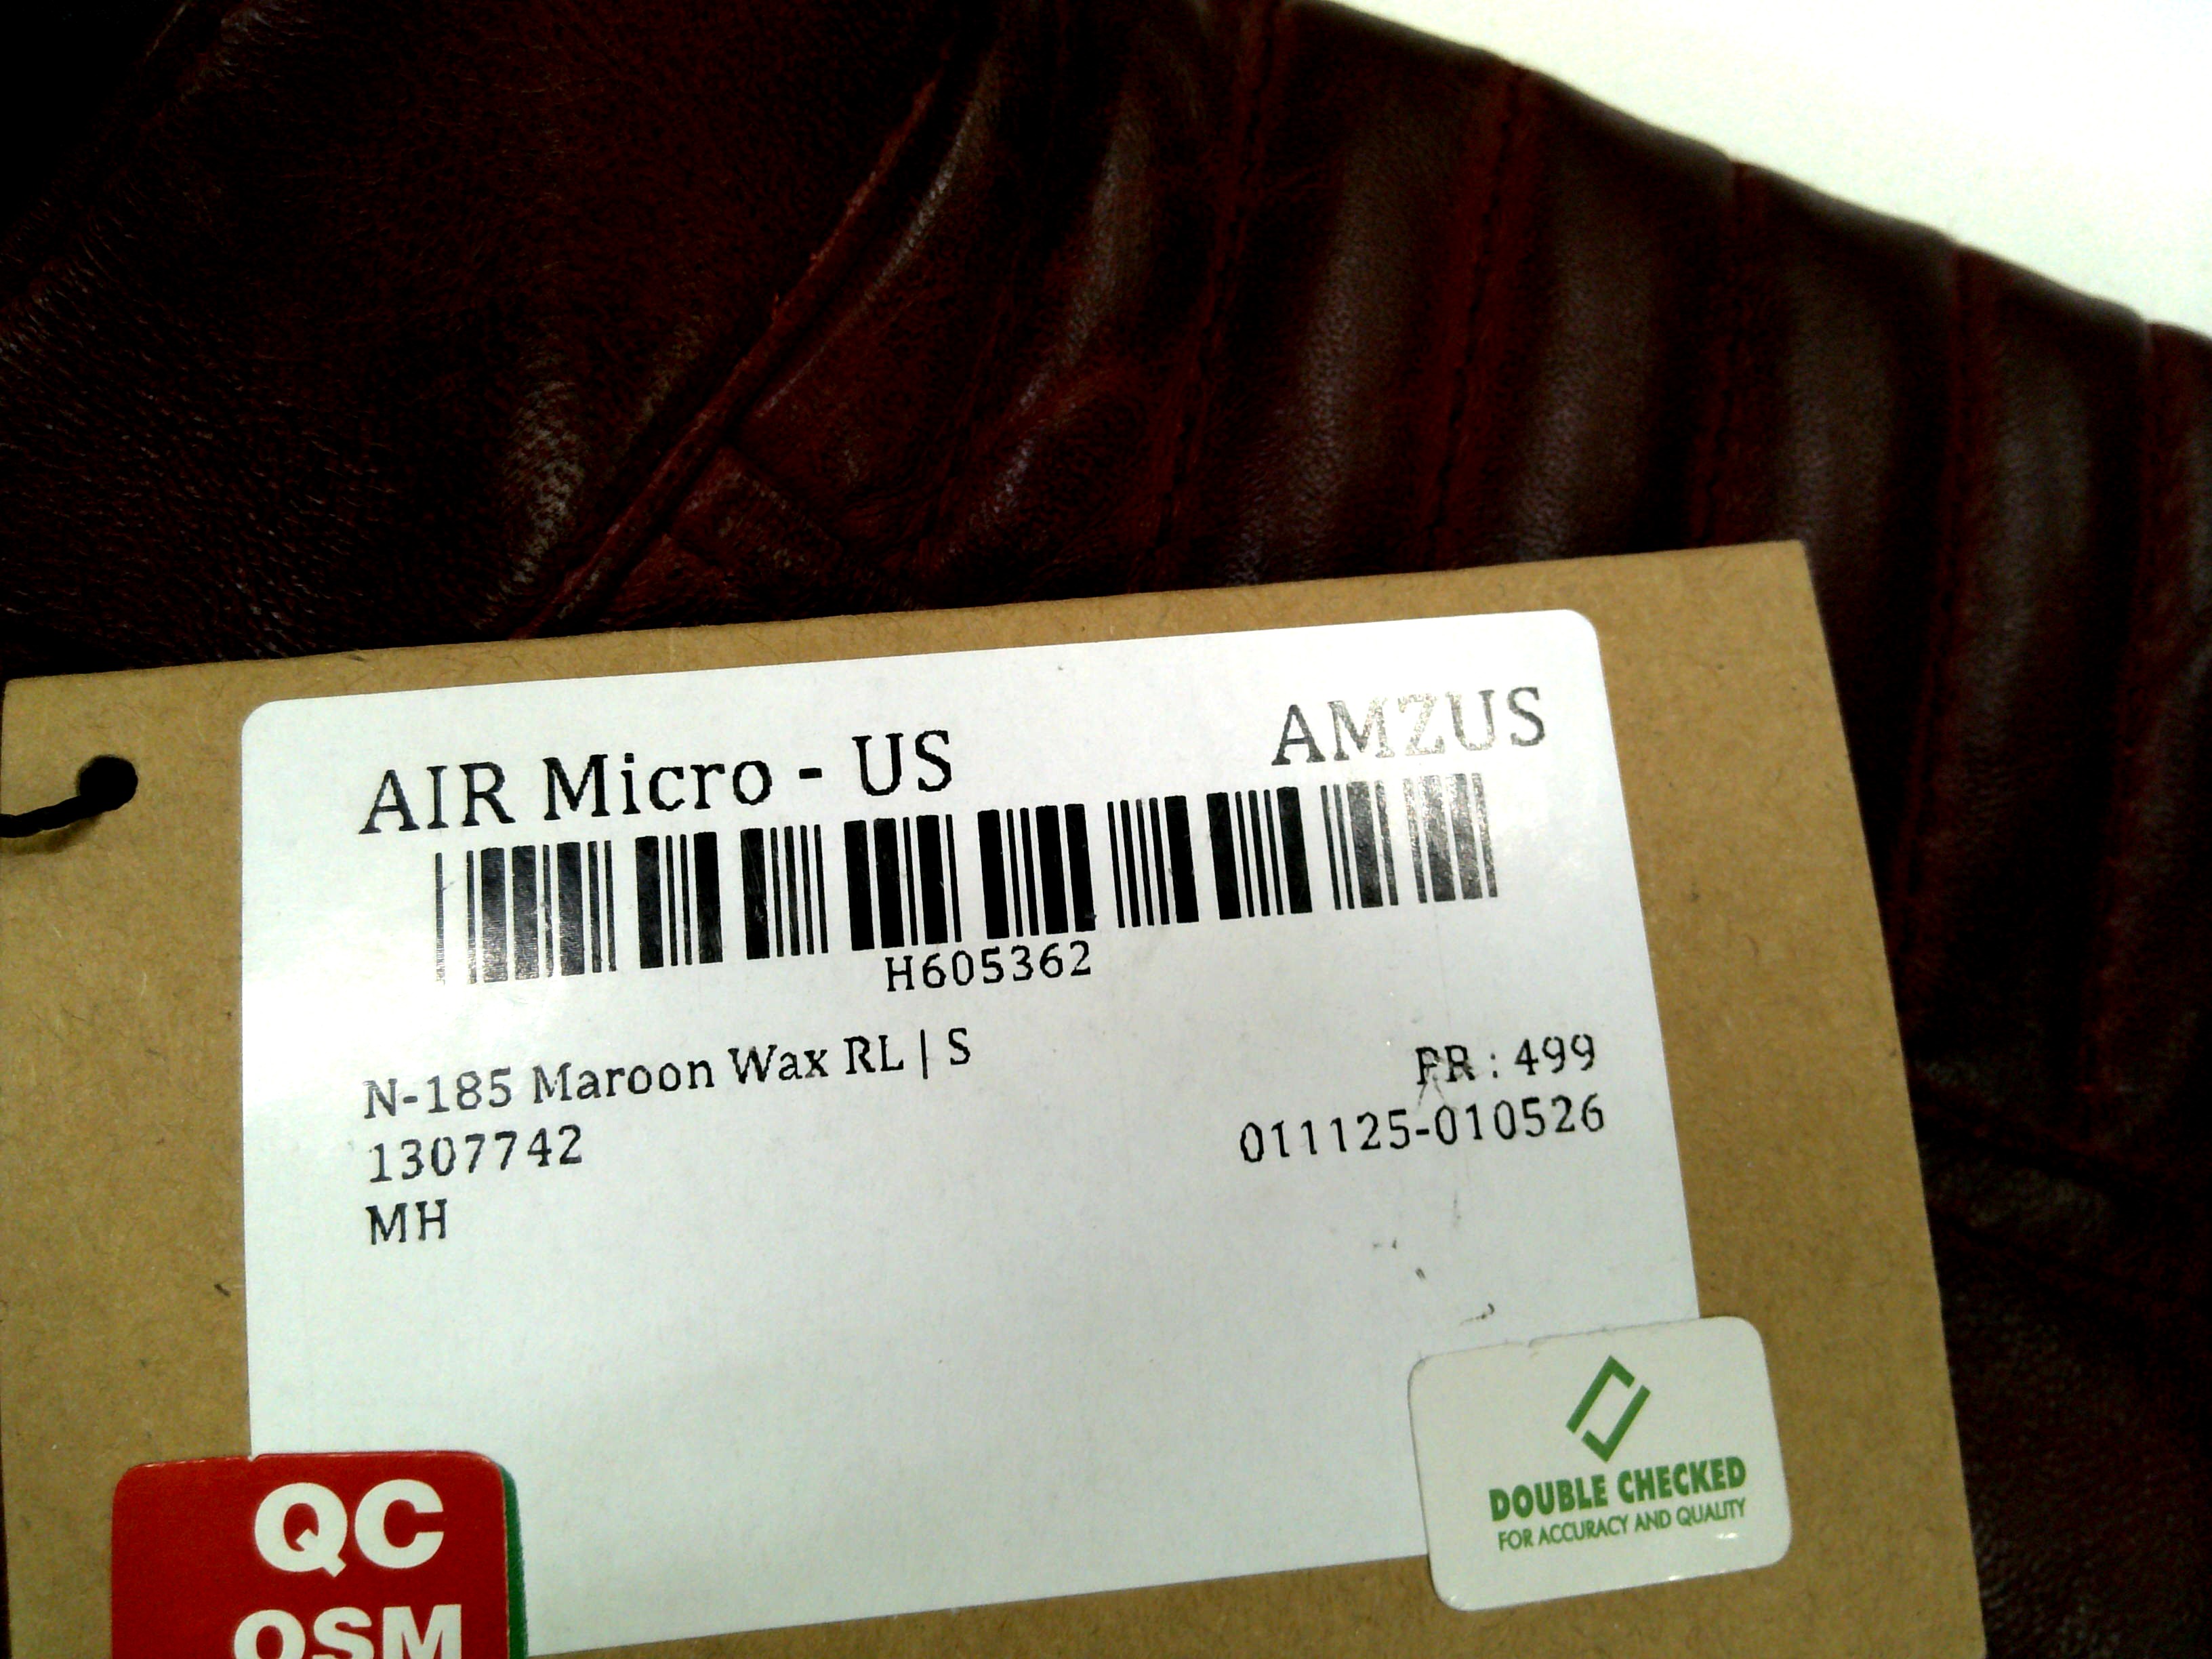 AIR Micro - US
AMZUS
H605362
N-185 Maroon Wax RL | S
PR : 499
1307742
011125-010526
MH
DOUBLE CHECKED
FOR ACCURACY AND QUALITY
QC
OSM